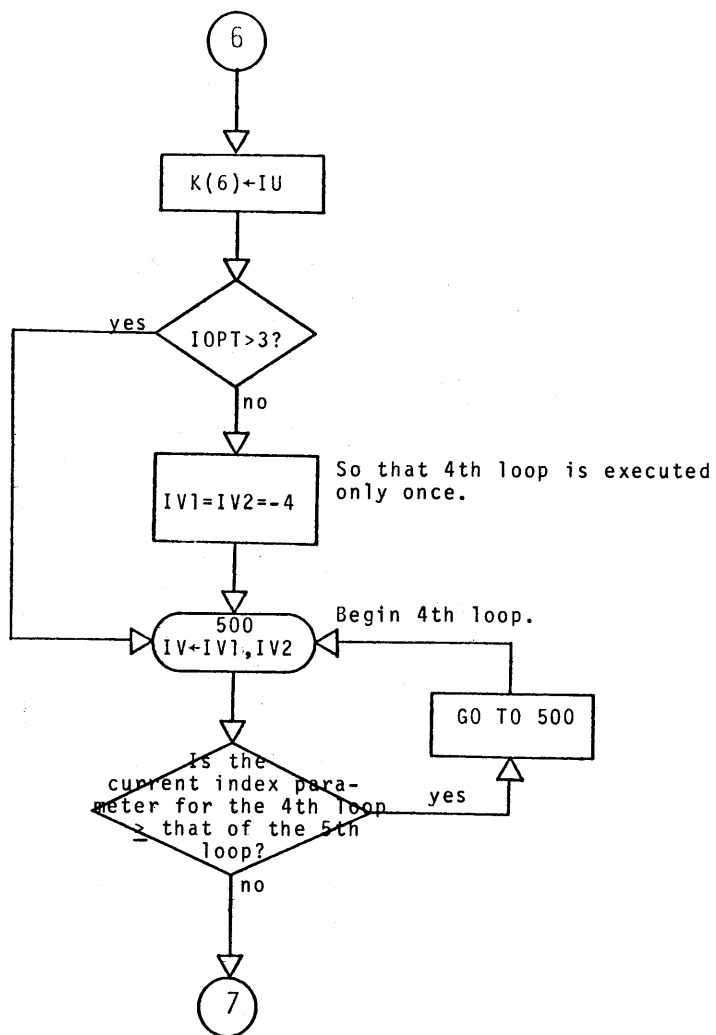 6
K(6)←IU
yes
IOPT>3?
no
IV1=IV2=-4
So that 4th loop is executed
only once.
500
IV←IV1,IV2
Begin 4th loop.
GO TO 500
Is the
current index para-
meter for the 4th loop
≥ that of the 5th
loop?
yes
no
7